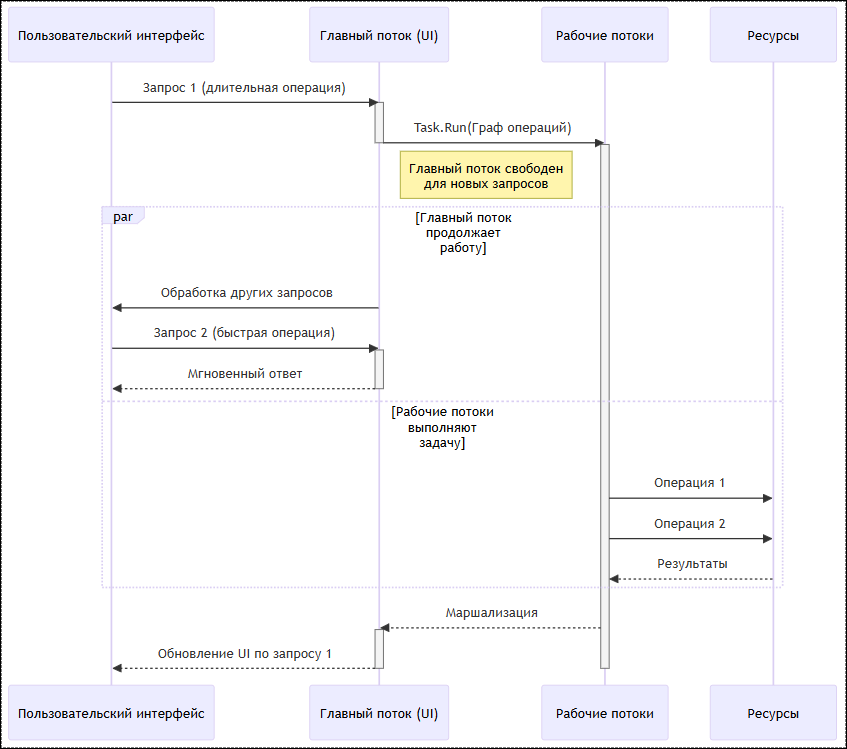 Пользовательский интерфейс
Главный поток (UI)
Рабочие потоки
Ресурсы
Запрос 1 (длительная операция)
Task.Run(Граф операций)
Главный поток свободен
для новых запросов
par
[Главный поток
продолжает
работу]
Обработка других запросов
Запрос 2 (быстрая операция)
Мгновенный ответ
[Рабочие потоки
выполняют
задачу]
Операция 1
Операция 2
Результаты
Маршализация
Обновление UI по запросу 1
Пользовательский интерфейс
Главный поток (UI)
Рабочие потоки
Ресурсы